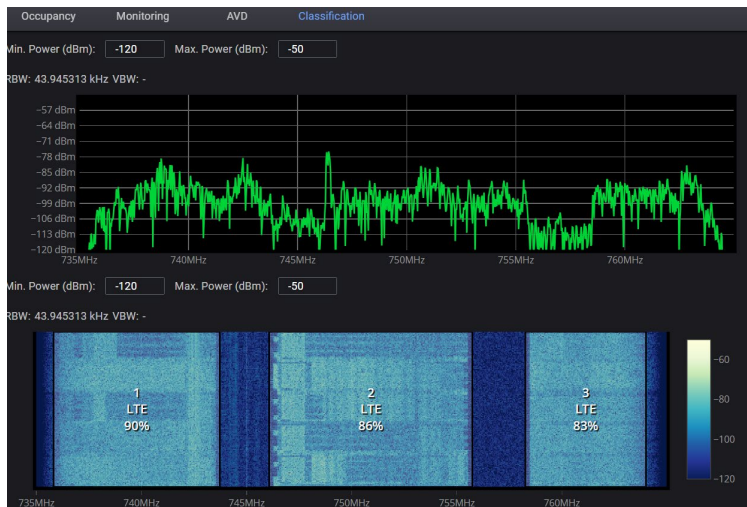 Occupancy Monitoring AVD Classification
Min. Power (dBm): -120 Max. Power (dBm): -50
RBW: 43.945313 kHz VBW: -
-57 dBm
-64 dBm
-71 dBm
-78 dBm
-85 dBm
-92 dBm
-99 dBm
-106 dBm
-113 dBm
-120 dBm
735MHz 740MHz 745MHz 750MHz 755MHz 760MHz
Min. Power (dBm): -120 Max. Power (dBm): -50
RBW: 43.945313 kHz VBW: -
1
LTE
90%
2
LTE
86%
3
LTE
83%
-60
-80
-100
-120
735MHz 740MHz 745MHz 750MHz 755MHz 760MHz